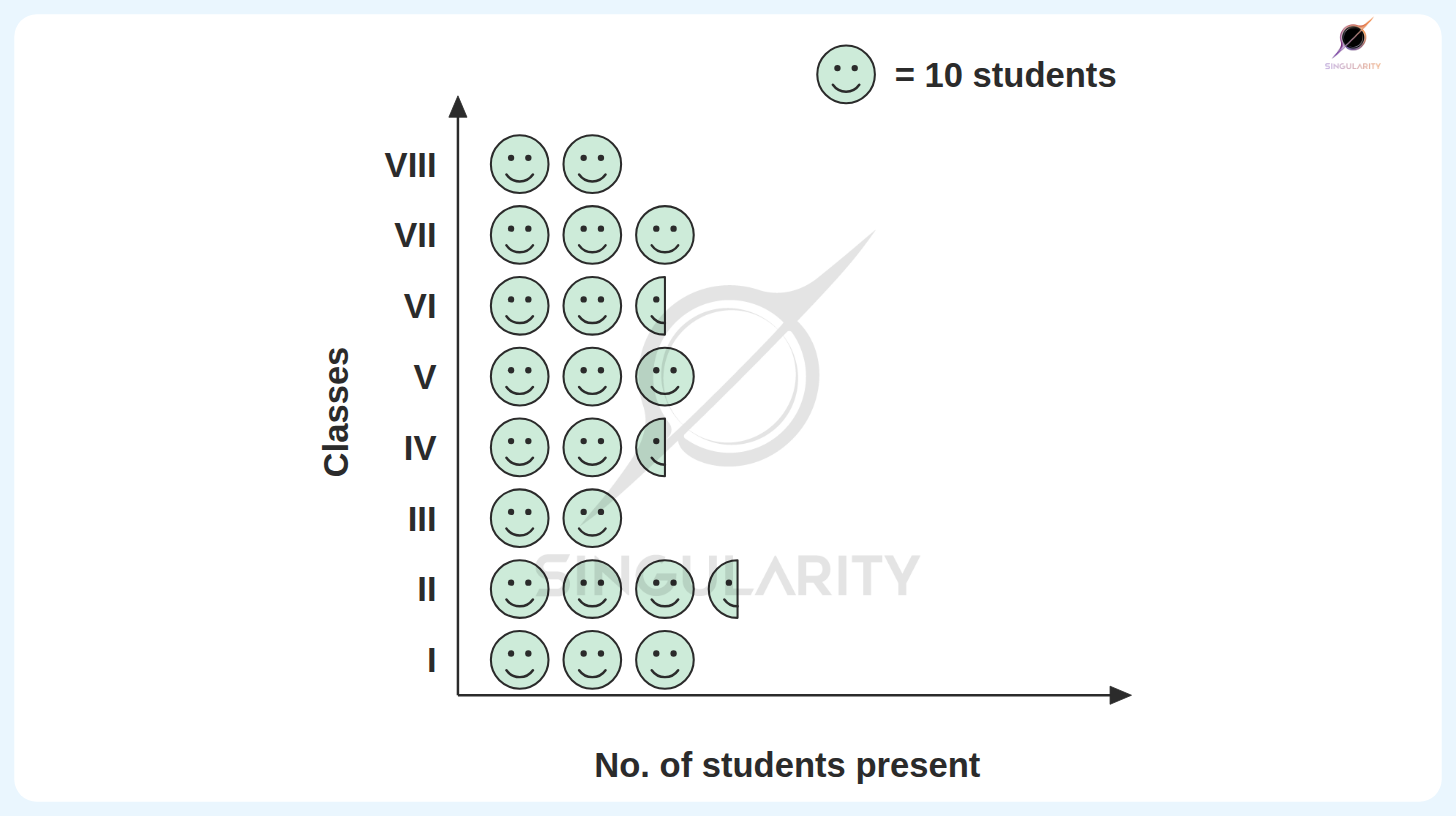 = 10 students
SINGULARITY
VIII
VII
VI
V
IV
III
II
I
Classes
SINGULARITY
No. of students present